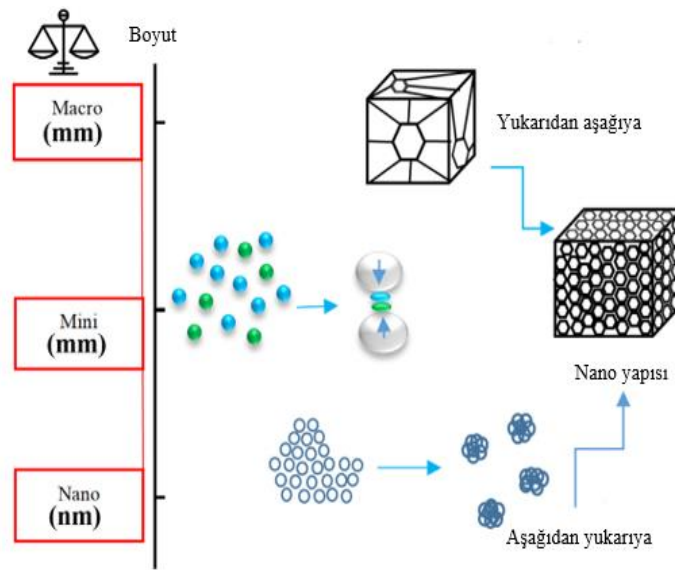 Boyut
Macro
(mm)
Yukarıdan aşağıya
Mini
(mm)
Nano yapısı
Nano
(nm)
Aşağıdan yukarıya